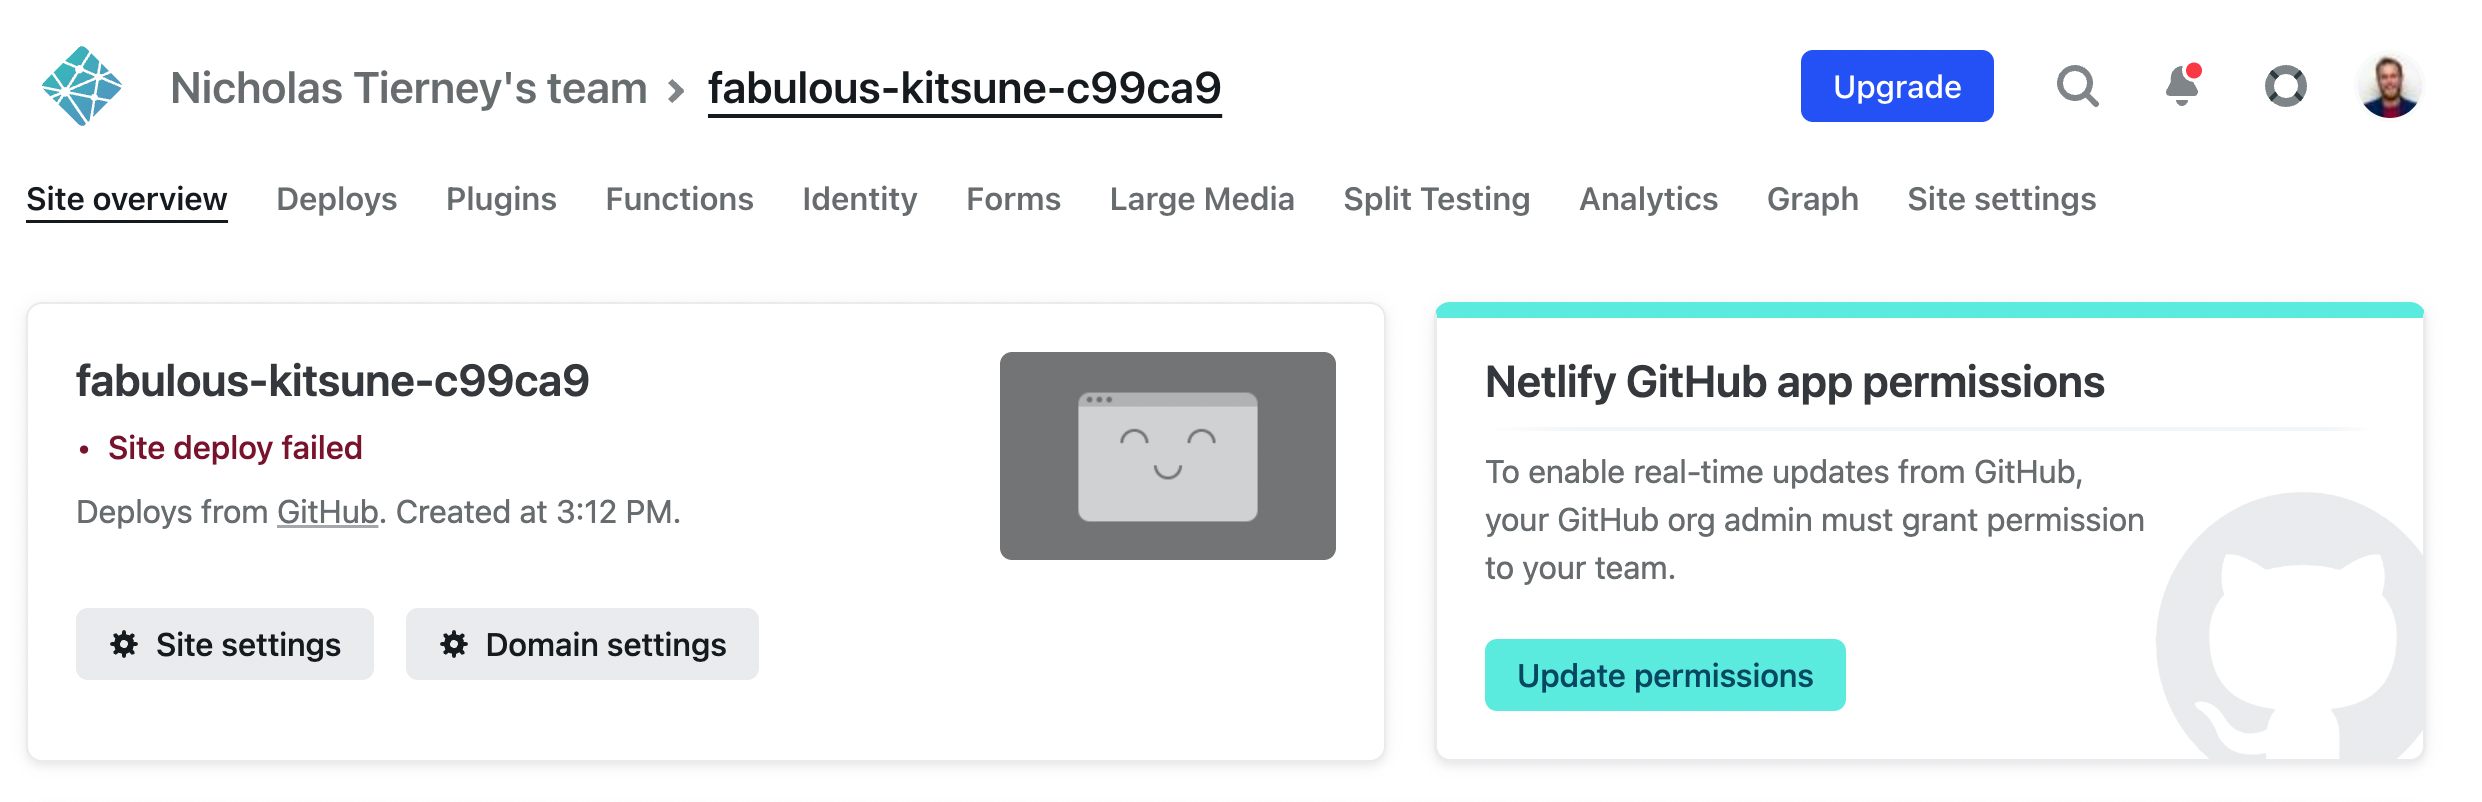 Nicholas Tierney's team > fabulous-kitsune-c99ca9
Upgrade
Site overview Deploys Plugins Functions Identity Forms Large Media Split Testing Analytics Graph Site settings
fabulous-kitsune-c99ca9
• Site deploy failed
Deploys from GitHub. Created at 3:12 PM.
Site settings Domain settings
Netlify GitHub app permissions
To enable real-time updates from GitHub,
your GitHub org admin must grant permission
to your team.
Update permissions